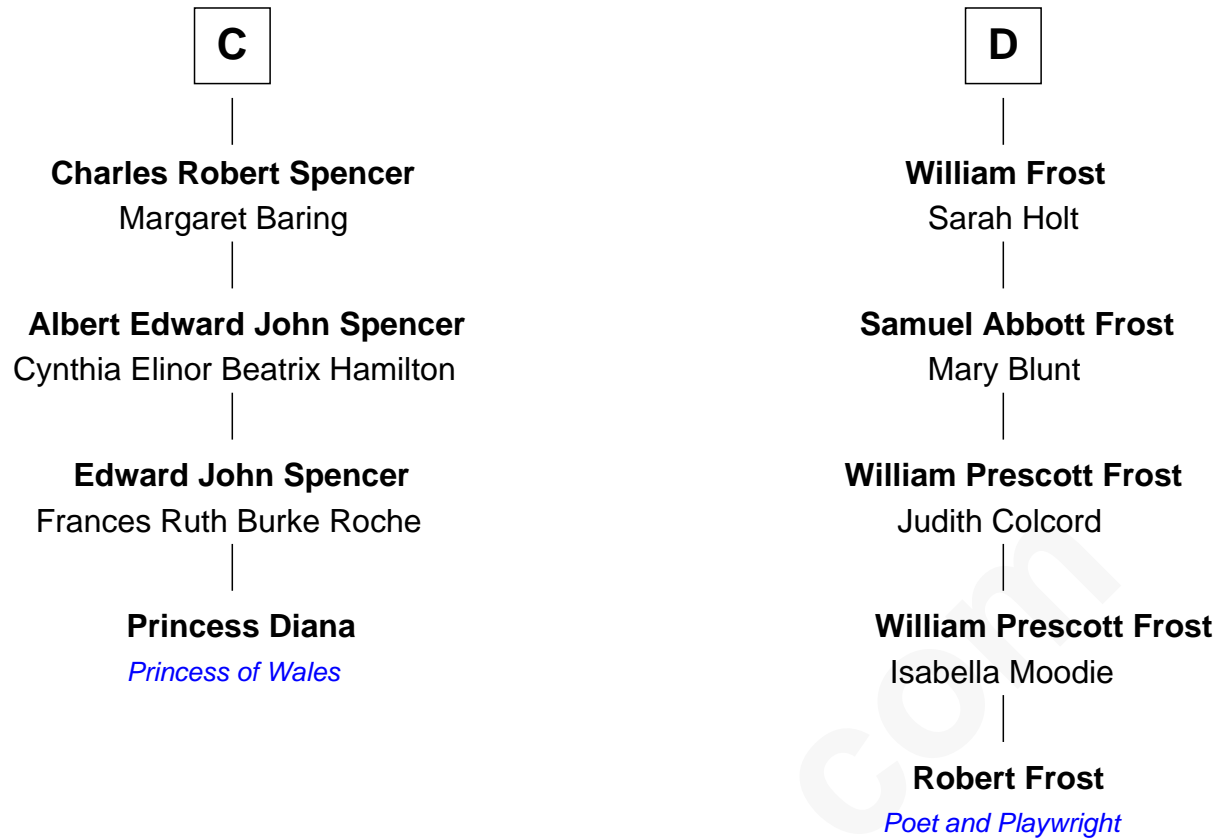 C
Charles Robert Spencer
Margaret Baring
Albert Edward John Spencer
Cynthia Elinor Beatrix Hamilton
Edward John Spencer
Frances Ruth Burke Roche
Princess Diana
Princess of Wales
D
William Frost
Sarah Holt
Samuel Abbott Frost
Mary Blunt
William Prescott Frost
Judith Colcord
William Prescott Frost
Isabella Moodie
Robert Frost
Poet and Playwright
com